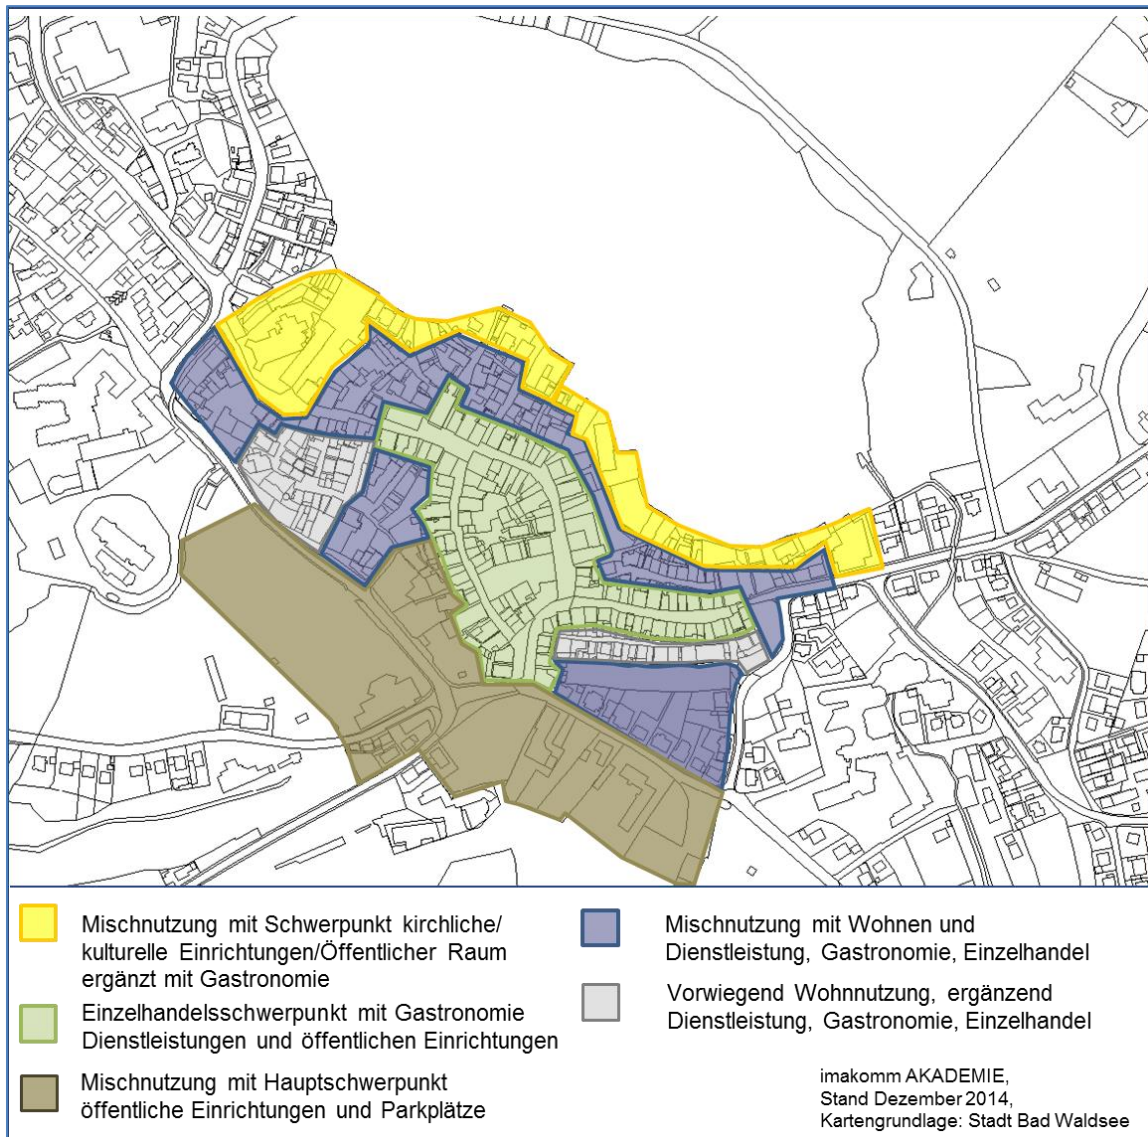 Mischnutzung mit Schwerpunkt kirchliche/
kulturelle Einrichtungen/Öffentlicher Raum
ergänzt mit Gastronomie
Einzelhandelsschwerpunkt mit Gastronomie
Dienstleistungen und öffentlichen Einrichtungen
Mischnutzung mit Hauptschwerpunkt
öffentliche Einrichtungen und Parkplätze
Mischnutzung mit Wohnen und
Dienstleistung, Gastronomie, Einzelhandel
Vorwiegend Wohnnutzung, ergänzend
Dienstleistung, Gastronomie, Einzelhandel
imakomm AKADEMIE,
Stand Dezember 2014,
Kartengrundlage: Stadt Bad Waldsee